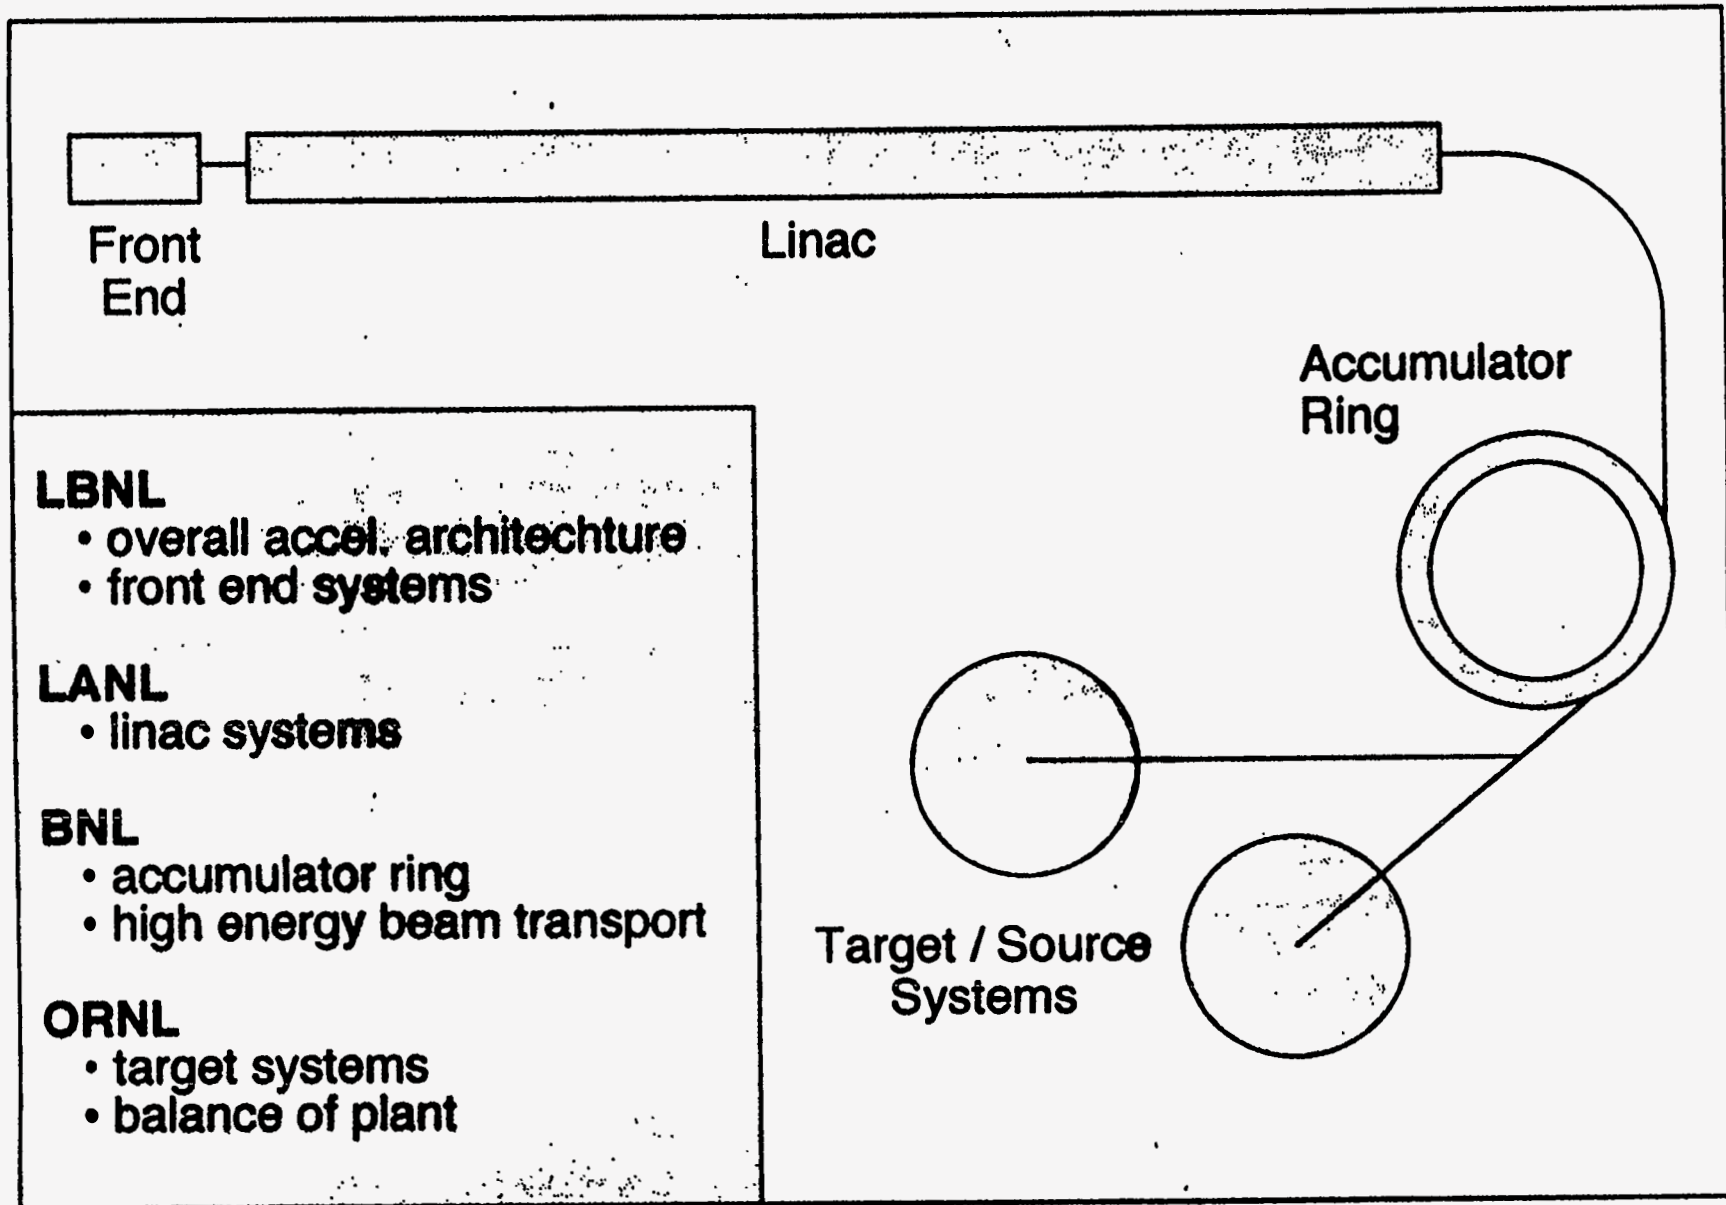 Front
End
Linac
Accumulator
Ring
LBNL
• overall accel. architechture
• front end systems
LANL
• linac systems
BNL
• accumulator ring
• high energy beam transport
ORNL
• target systems
• balance of plant
Target / Source
Systems